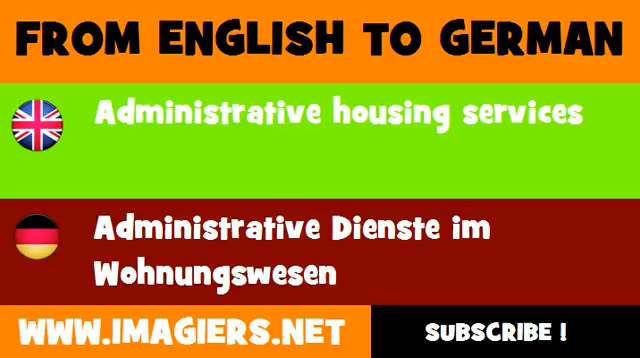 FROM ENGLISH TO GERMAN
Administrative housing services
Administrative Dienste im
Wohnungswesen
WWW.IMAGIERS.NET
SUBSCRIBE !